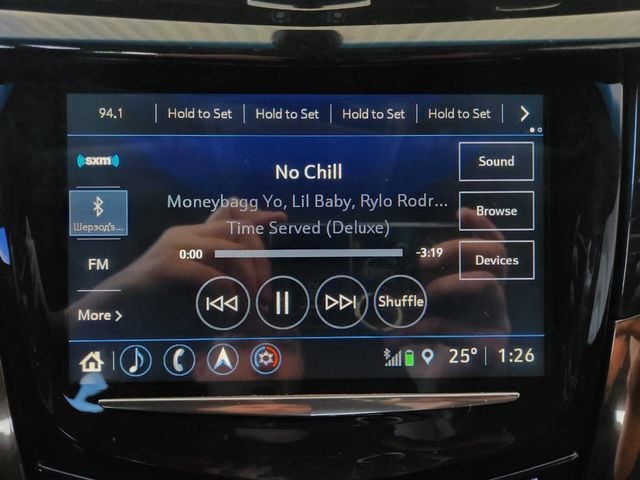 94.1 Hold to Set Hold to Set Hold to Set Hold to Set
sxm
No Chill
Sound
Moneybagg Yo, Lil Baby, Rylo Rodr...
Шерзод's...
Time Served (Deluxe)
Browse
0:00 -3:19
FM
Devices
Shuffle
More
25° 1:26